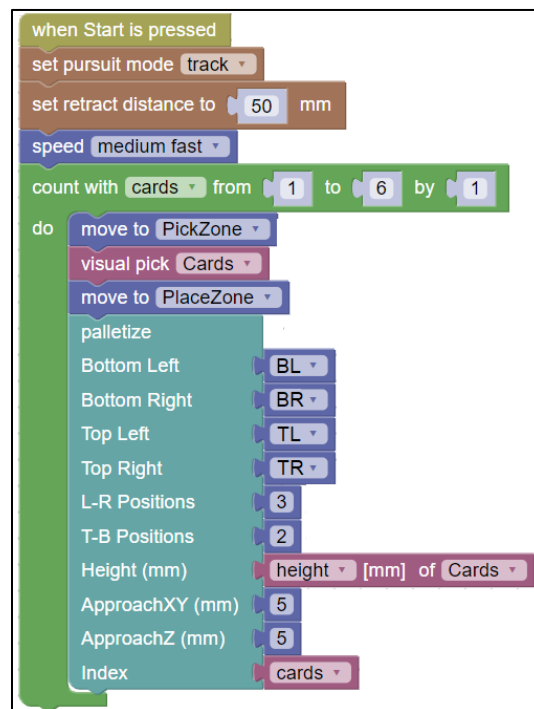 when Start is pressed
set pursuit mode track
set retract distance to 50 mm
speed medium fast
count with cards from 1 to 6 by 1
do move to PickZone
visual pick Cards
move to PlaceZone
palletize
Bottom Left BL
Bottom Right BR
Top Left TL
Top Right TR
L-R Positions 3
T-B Positions 2
Height (mm) height [mm] of Cards
ApproachXY (mm) 5
ApproachZ (mm) 5
Index cards